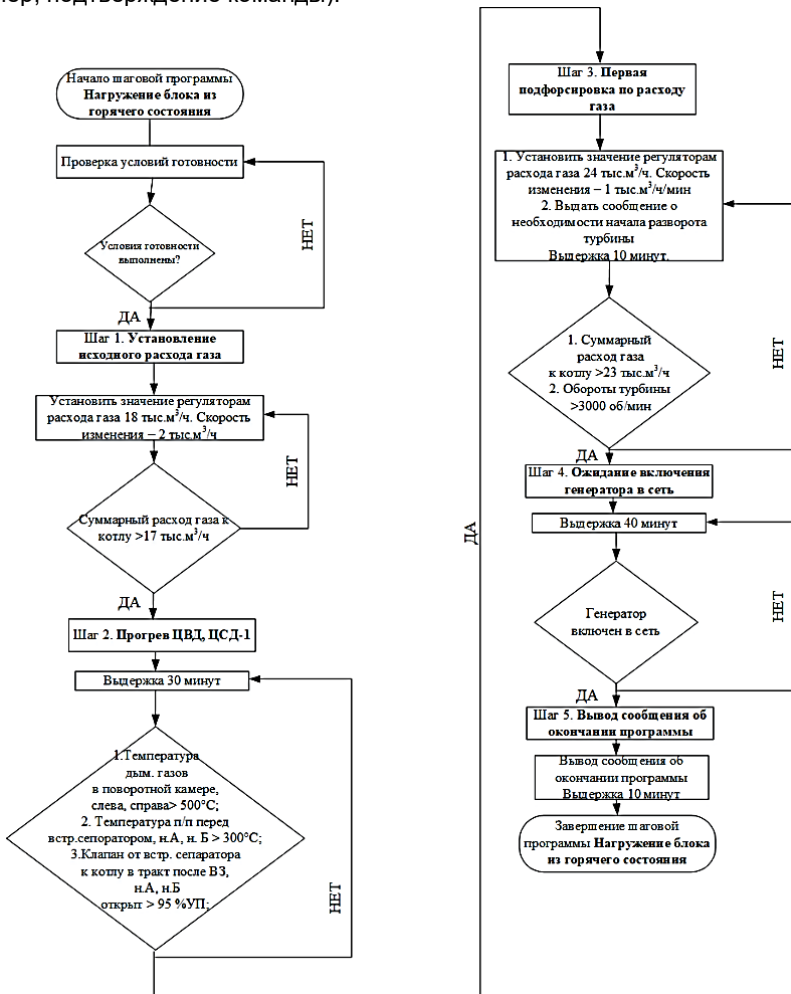 подтверждение команды).
Начало шаговой программы
Нагружение блока из
горячего состояния
Проверка условий готовности
Условия готовности
выполнены?
НЕТ
ДА
Шаг 1. Установление
исходного расхода газа
Установить значение регуляторам
расхода газа 18 тыс.м³/ч. Скорость
изменения – 2 тыс.м³/ч
НЕТ
Суммарный расход газа к
котлу >17 тыс.м³/ч
ДА
Шаг 2. Прогрев ЦВД, ЦСД-1
Выдержка 30 минут
1.Температура
дым. газов
в поворотной камере,
слева, справа> 500°С;
2. Температура п/п перед
встр.сепоратором, н.А, н. Б > 300°С;
3.Клапан от встр. сепаратора
к котлу в тракт после ВЗ,
н.А, н.Б
открыт > 95 %УП;
НЕТ
ДА
Шаг 3. Первая
подфорсировка по расходу
газа
1. Установить значение регуляторам
расхода газа 24 тыс.м³/ч. Скорость
изменения – 1 тыс.м³/ч/мин
2. Выдать сообщение о
необходимости начала разворота
турбины
Выдержка 10 минут.
1. Суммарный
расход газа
к котлу >23 тыс.м³/ч
2. Обороты турбины
>3000 об/мин
НЕТ
ДА
Шаг 4. Ожидание включения
генератора в сеть
Выдержка 40 минут
Генератор
включен в сеть
НЕТ
ДА
Шаг 5. Вывод сообщения об
окончании программы
Вывод сообщения об
окончании программы
Выдержка 10 минут
Завершение шаговой
программы Нагружение блока
из горячего состояния